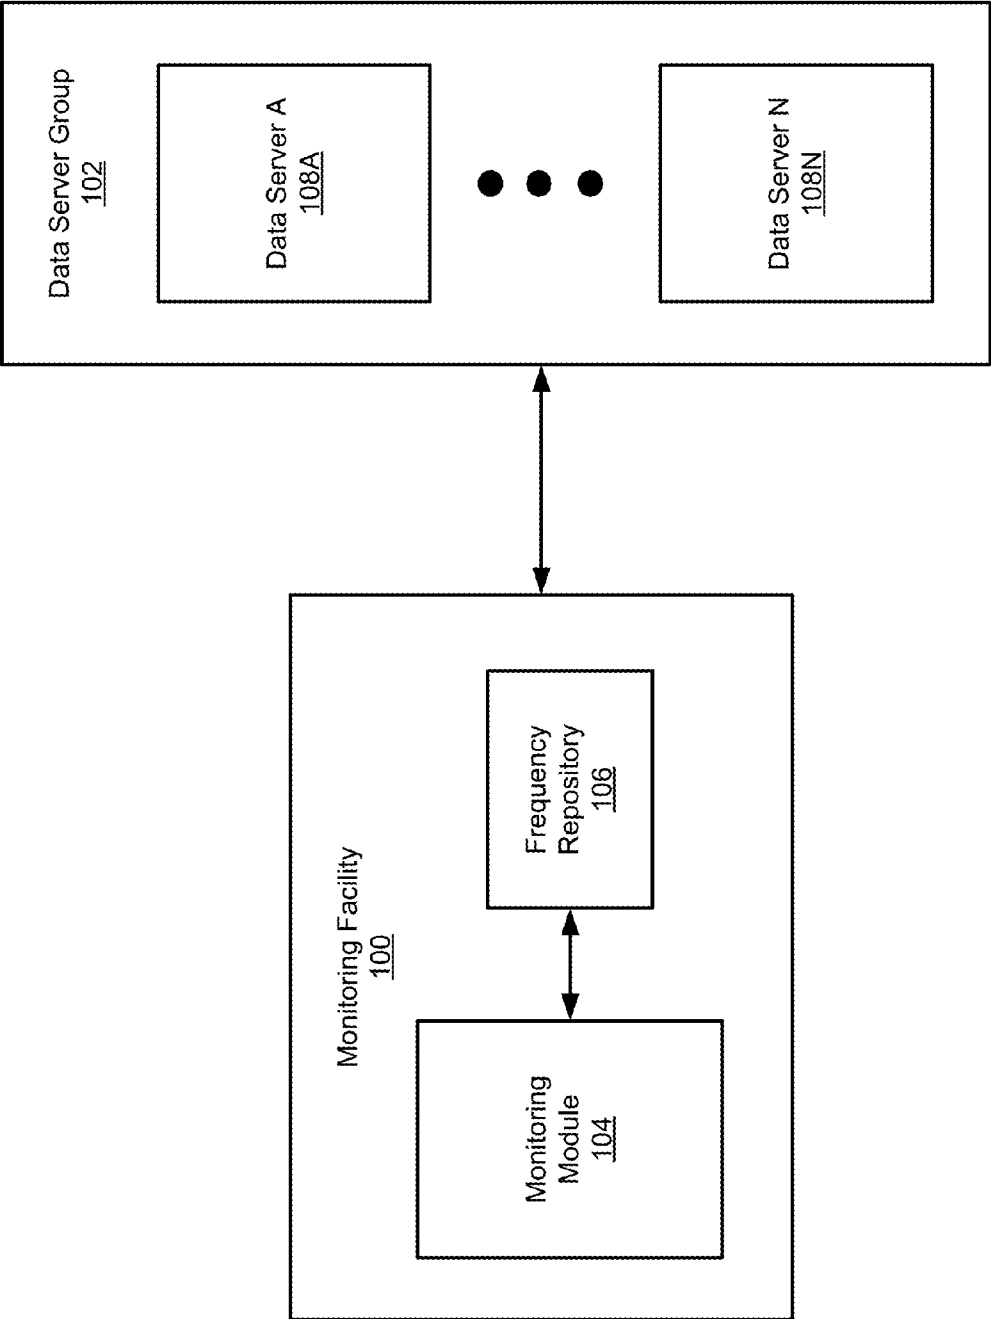 Monitoring Facility
100
Monitoring
Module
104
Frequency
Repository
106
Data Server Group
102
Data Server A
108A
Data Server N
108N